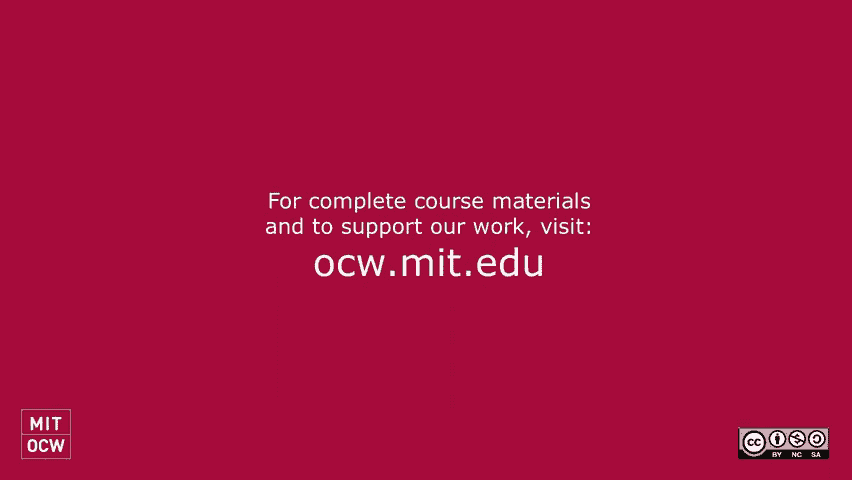 For complete course materials
and to support our work, visit:
ocw.mit.edu
MIT
OCW
cc
BY NC SA